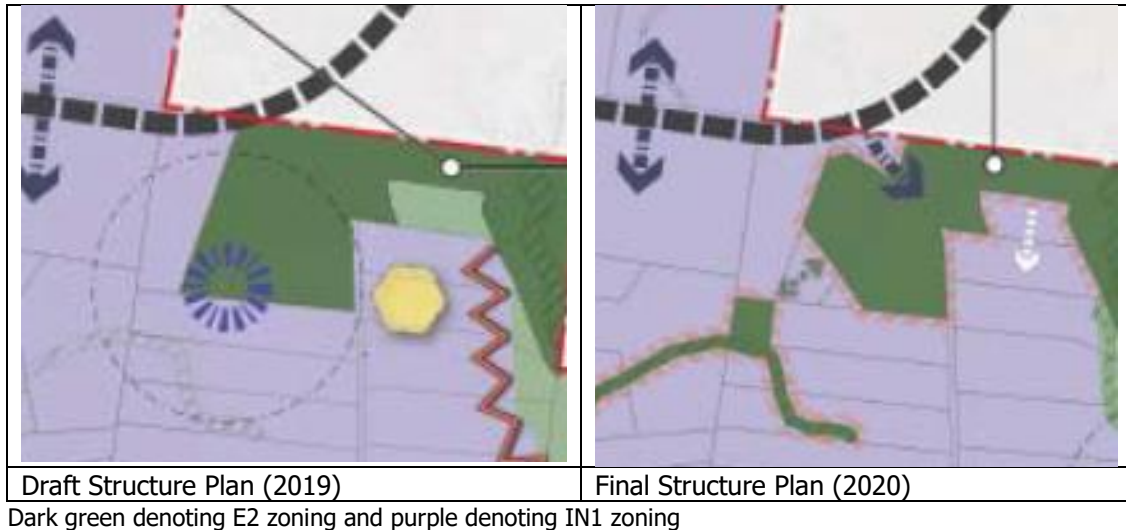 Draft Structure Plan (2019)
Final Structure Plan (2020)
Dark green denoting E2 zoning and purple denoting IN1 zoning